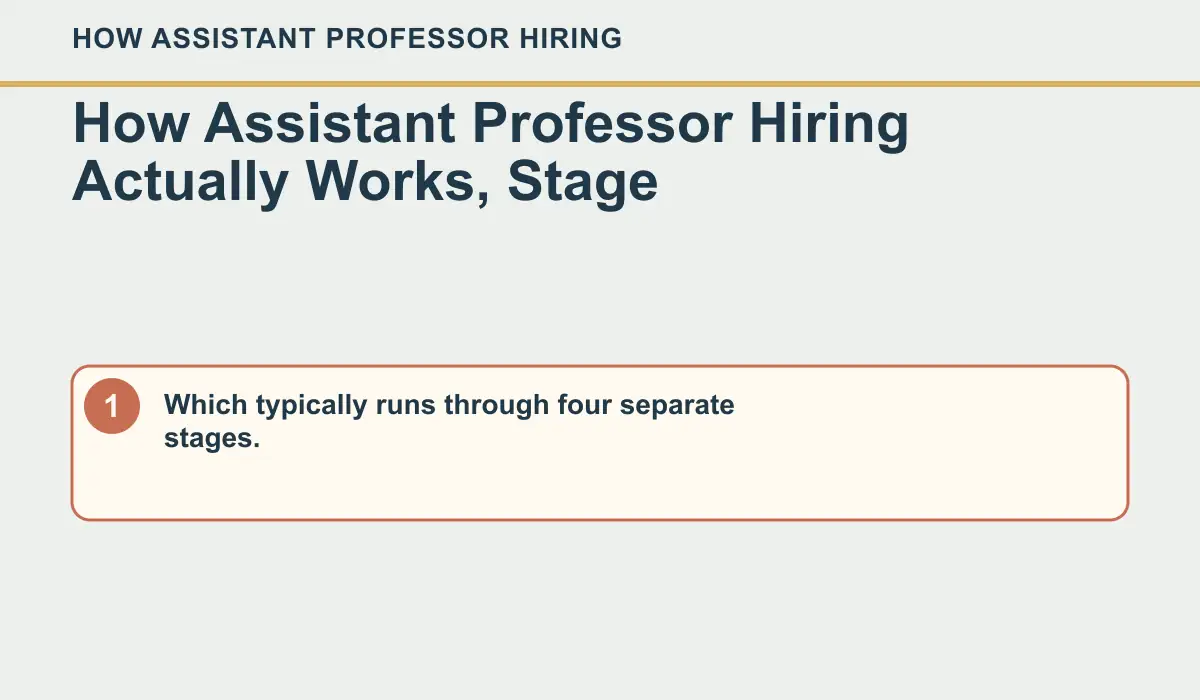 HOW ASSISTANT PROFESSOR HIRING
How Assistant Professor Hiring
Actually Works, Stage
1
Which typically runs through four separate
stages.